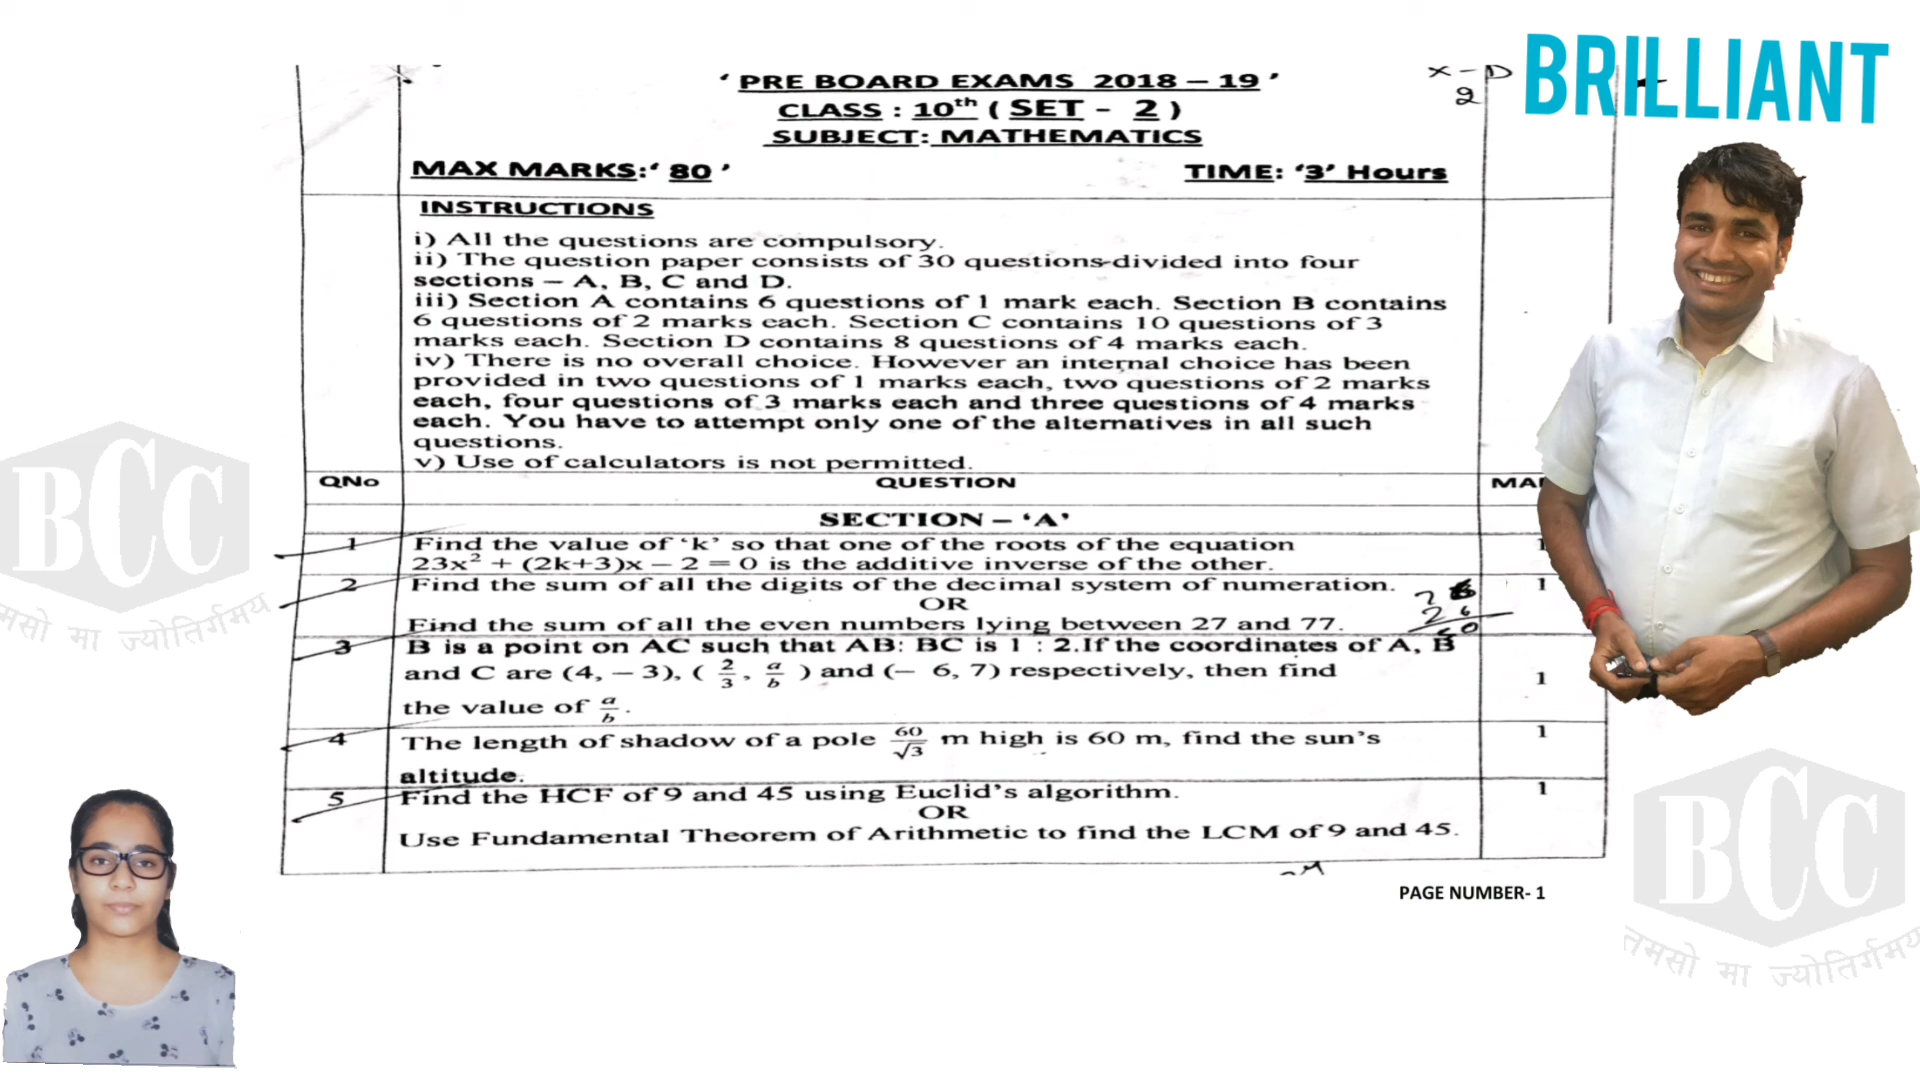 BRILLIANT
X-D
2
‘ PRE BOARD EXAMS 2018 – 19 ’
CLASS : 10th ( SET - 2 )
SUBJECT: MATHEMATICS
MAX MARKS:‘ 80 ’ TIME: ‘3’ Hours
INSTRUCTIONS
i) All the questions are compulsory.
ii) The question paper consists of 30 questions divided into four
sections – A, B, C and D.
iii) Section A contains 6 questions of 1 mark each. Section B contains
6 questions of 2 marks each. Section C contains 10 questions of 3
marks each. Section D contains 8 questions of 4 marks each.
iv) There is no overall choice. However an internal choice has been
provided in two questions of 1 marks each, two questions of 2 marks
each, four questions of 3 marks each and three questions of 4 marks
each. You have to attempt only one of the alternatives in all such
questions.
v) Use of calculators is not permitted.
QNo QUESTION MA
SECTION – ‘A’
1 Find the value of ‘k’ so that one of the roots of the equation 1
23x² + (2k+3)x – 2 = 0 is the additive inverse of the other.
2 Find the sum of all the digits of the decimal system of numeration. 1
OR
Find the sum of all the even numbers lying between 27 and 77.
3 B is a point on AC such that AB: BC is 1 : 2.If the coordinates of A, B
and C are (4, – 3), ( 2/3, a/b ) and (– 6, 7) respectively, then find 1
the value of a/b.
4 The length of shadow of a pole 60/√3 m high is 60 m, find the sun’s 1
altitude.
5 Find the HCF of 9 and 45 using Euclid’s algorithm. 1
OR
Use Fundamental Theorem of Arithmetic to find the LCM of 9 and 45.
PAGE NUMBER- 1
BCC
तमसो मा ज्योतिर्गमय
BCC
तमसो मा ज्योतिर्गमय